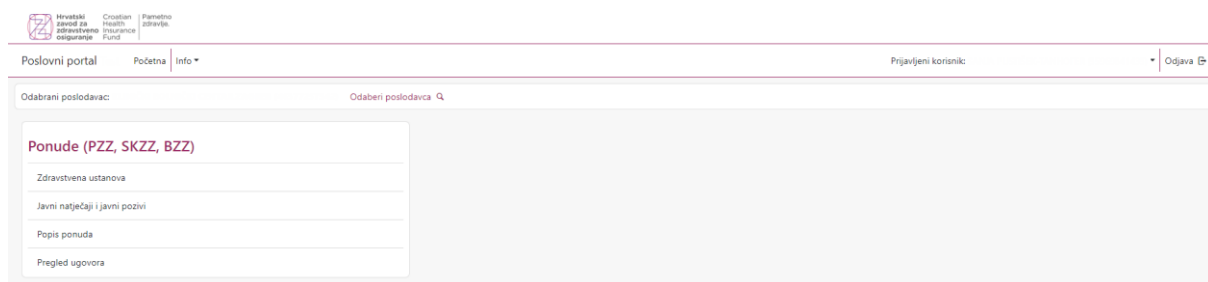 Hrvatski zavod za zdravstveno osiguranje
Croatian Health Insurance Fund
Pametno zdravlje.
Poslovni portal Početna Info Prijavljeni korisnik: Odjava
Odabrani poslodavac: Odaberi poslodavca
Ponude (PZZ, SKZZ, BZZ)
Zdravstvena ustanova
Javni natječaji i javni pozivi
Popis ponuda
Pregled ugovora